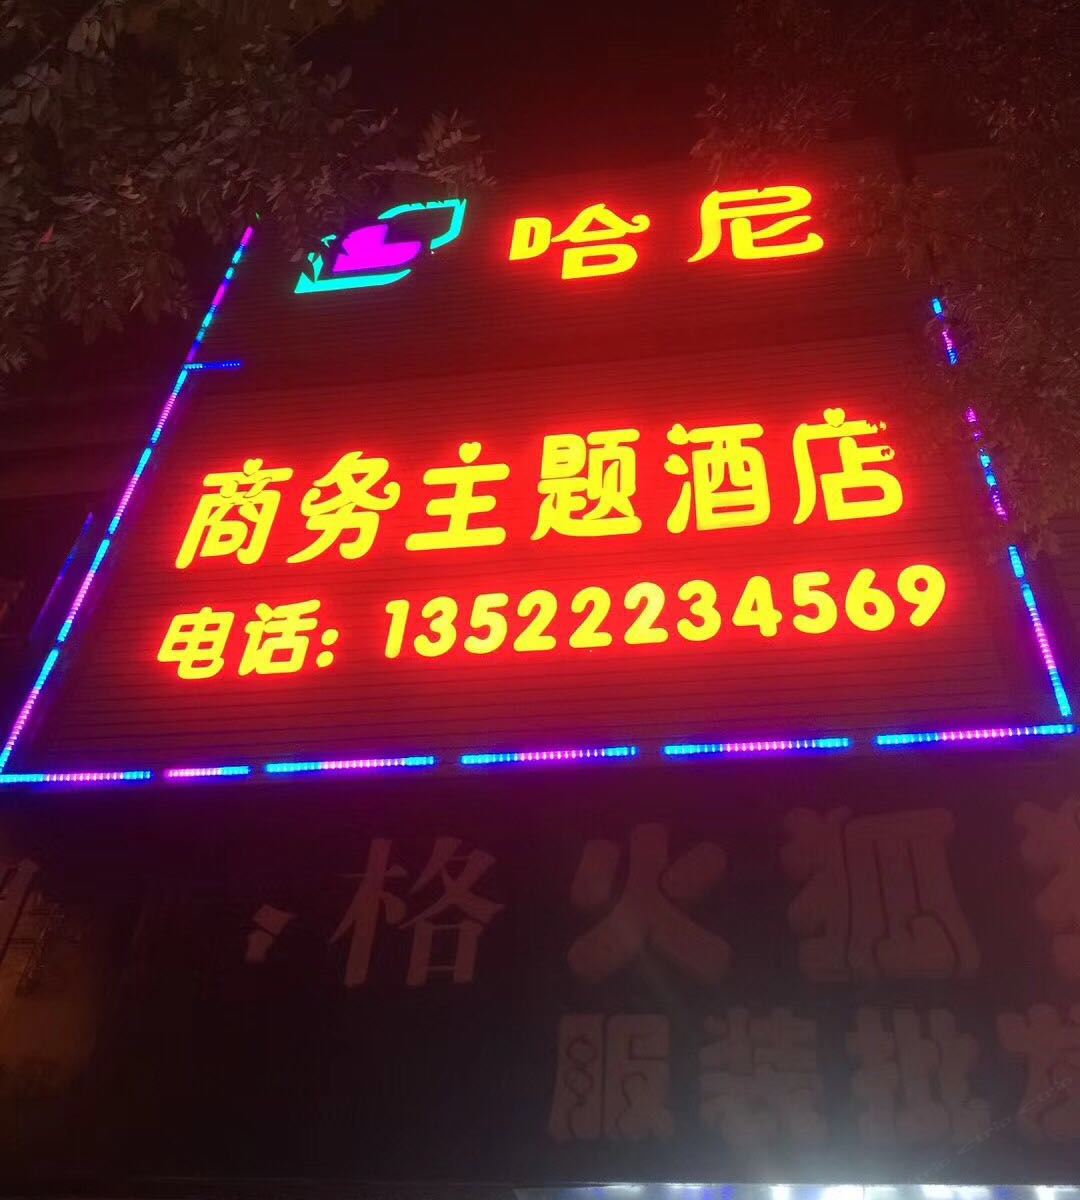 哈尼
商务主题酒店
电话:13522234569
格火狐
服装批发